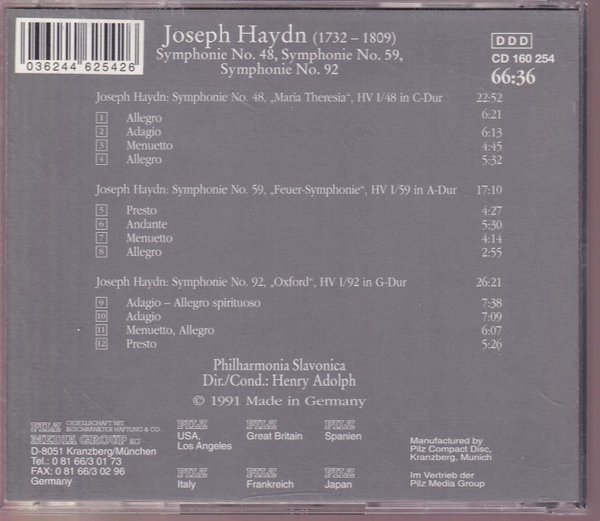 036244 625426
Joseph Haydn (1732 – 1809)
Symphonie No. 48, Symphonie No. 59,
Symphonie No. 92
DDD
CD 160 254
66:36
Joseph Haydn: Symphonie No. 48, „Maria Theresia“, HV I/48 in C-Dur 22:52
1 Allegro 6:21
2 Adagio 6:13
3 Menuetto 4:45
4 Allegro 5:32
Joseph Haydn: Symphonie No. 59, „Feuer-Symphonie“, HV I/59 in A-Dur 17:10
5 Presto 4:27
6 Andante 5:30
7 Menuetto 4:14
8 Allegro 2:55
Joseph Haydn: Symphonie No. 92, „Oxford“, HV I/92 in G-Dur 26:21
9 Adagio – Allegro spirituoso 7:38
10 Adagio 7:09
11 Menuetto, Allegro 6:07
12 Presto 5:26
Philharmonia Slavonica
Dir./Cond.: Henry Adolph
© 1991 Made in Germany
PILZ GESELLSCHAFT MIT
BESCHRÄNKTER HAFTUNG & CO.
MEDIA GROUP KG
D-8051 Kranzberg/München
Tel.: 0 81 66/3 01 73
FAX: 0 81 66/3 02 96
Germany
PILZ
USA,
Los Angeles
PILZ
Great Britain
PILZ
Spanien
PILZ
Italy
PILZ
Frankreich
PILZ
Japan
Manufactured by
Pilz Compact Disc,
Kranzberg, Munich
Im Vertrieb der
Pilz Media Group